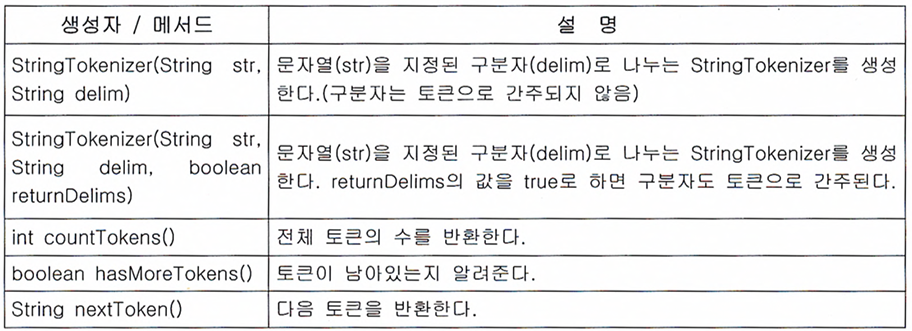 생성자 / 메서드
설 명
StringTokenizer(String str,
String delim)
문자열(str)을 지정된 구분자(delim)로 나누는 StringTokenizer를 생성
한다.(구분자는 토큰으로 간주되지 않음)
StringTokenizer(String str,
String delim, boolean
returnDelims)
문자열(str)을 지정된 구분자(delim)로 나누는 StringTokenizer를 생성
한다. returnDelims의 값을 true로 하면 구분자도 토큰으로 간주된다.
int countTokens()
전체 토큰의 수를 반환한다.
boolean hasMoreTokens()
토큰이 남아있는지 알려준다.
String nextToken()
다음 토큰을 반환한다.